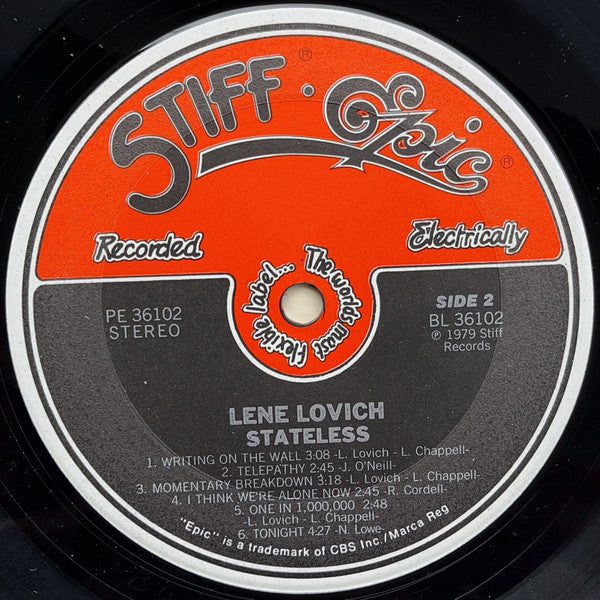 STIFF® · Epic®
Recorded
Electrically
The worlds most flexible label...
PE 36102
STEREO
SIDE 2
BL 36102
℗ 1979 Stiff
Records
LENE LOVICH
STATELESS
1. WRITING ON THE WALL 3:08 -L. Lovich - L. Chappell-
2. TELEPATHY 2:45 -J. O'Neill-
3. MOMENTARY BREAKDOWN 3:18 -L. Lovich - L. Chappell-
4. I THINK WE'RE ALONE NOW 2:45 -R. Cordell-
5. ONE IN 1,000,000 2:48
-L. Lovich - L. Chappell-
6. TONIGHT 4:27 -N. Lowe-
"Epic" is a trademark of CBS Inc./Marca Reg